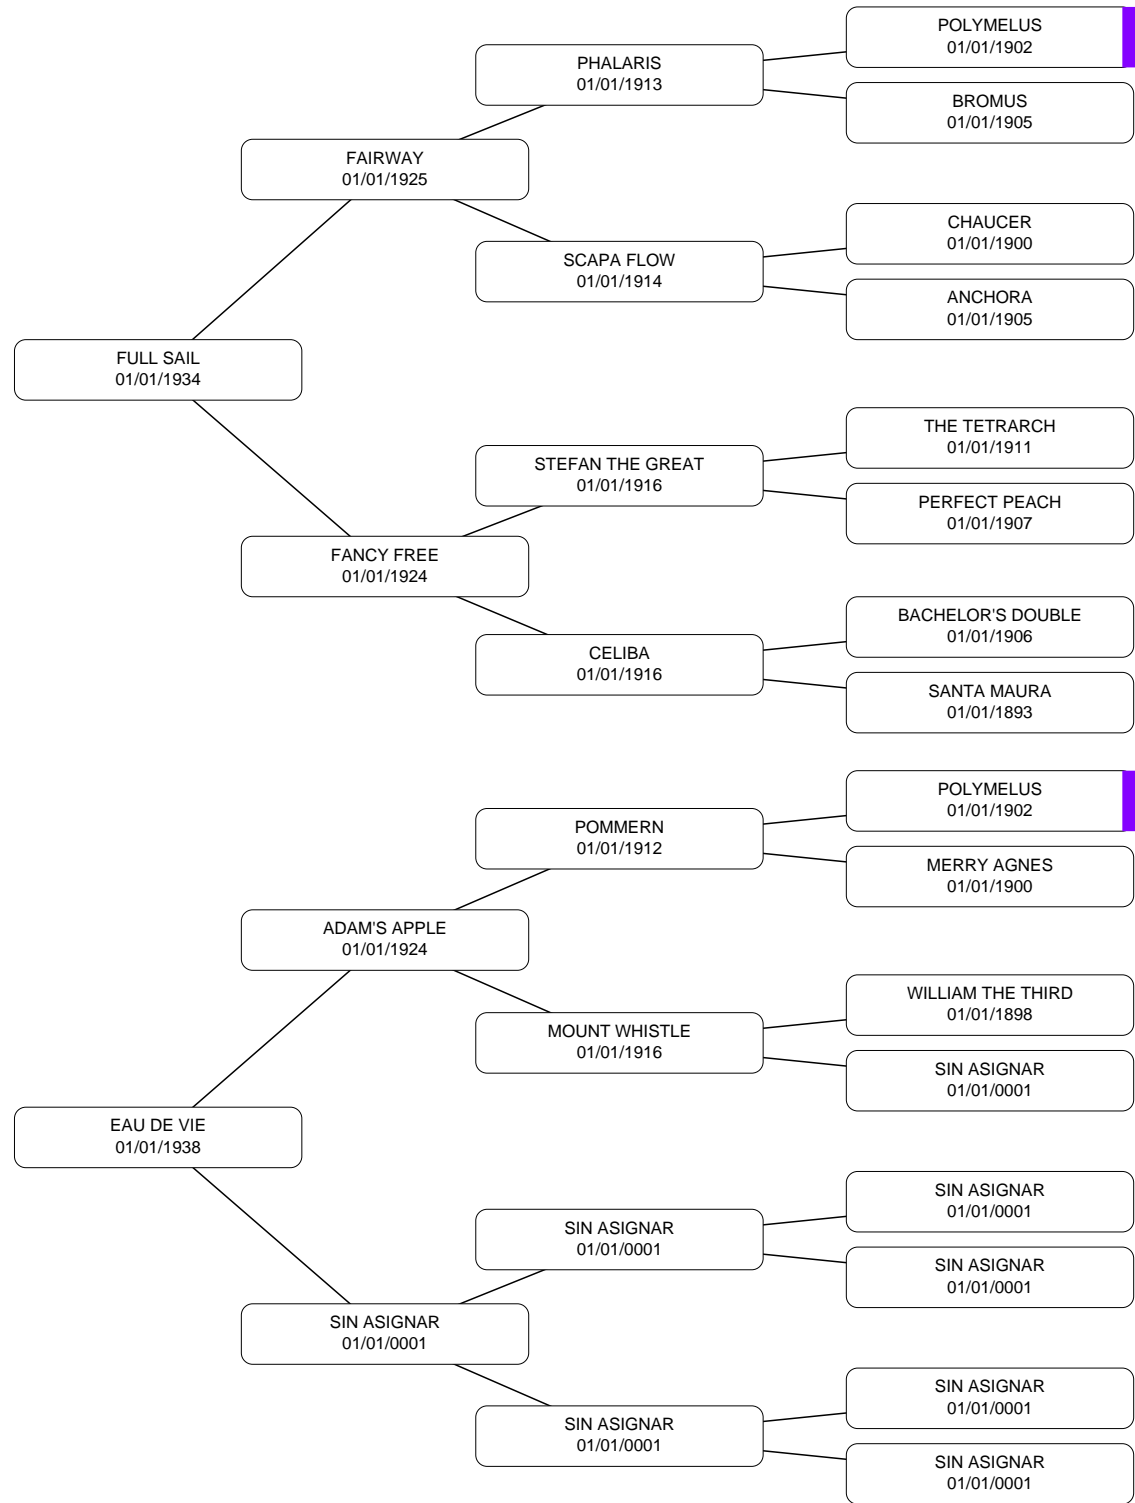 POLYMELUS
01/01/1902
PHALARIS
01/01/1913
BROMUS
01/01/1905
FAIRWAY
01/01/1925
CHAUCER
01/01/1900
SCAPA FLOW
01/01/1914
ANCHORA
01/01/1905
FULL SAIL
01/01/1934
THE TETRARCH
01/01/1911
STEFAN THE GREAT
01/01/1916
PERFECT PEACH
01/01/1907
FANCY FREE
01/01/1924
BACHELOR'S DOUBLE
01/01/1906
CELIBA
01/01/1916
SANTA MAURA
01/01/1893
POLYMELUS
01/01/1902
POMMERN
01/01/1912
MERRY AGNES
01/01/1900
ADAM'S APPLE
01/01/1924
WILLIAM THE THIRD
01/01/1898
MOUNT WHISTLE
01/01/1916
SIN ASIGNAR
01/01/0001
EAU DE VIE
01/01/1938
SIN ASIGNAR
01/01/0001
SIN ASIGNAR
01/01/0001
SIN ASIGNAR
01/01/0001
SIN ASIGNAR
01/01/0001
SIN ASIGNAR
01/01/0001
SIN ASIGNAR
01/01/0001
SIN ASIGNAR
01/01/0001